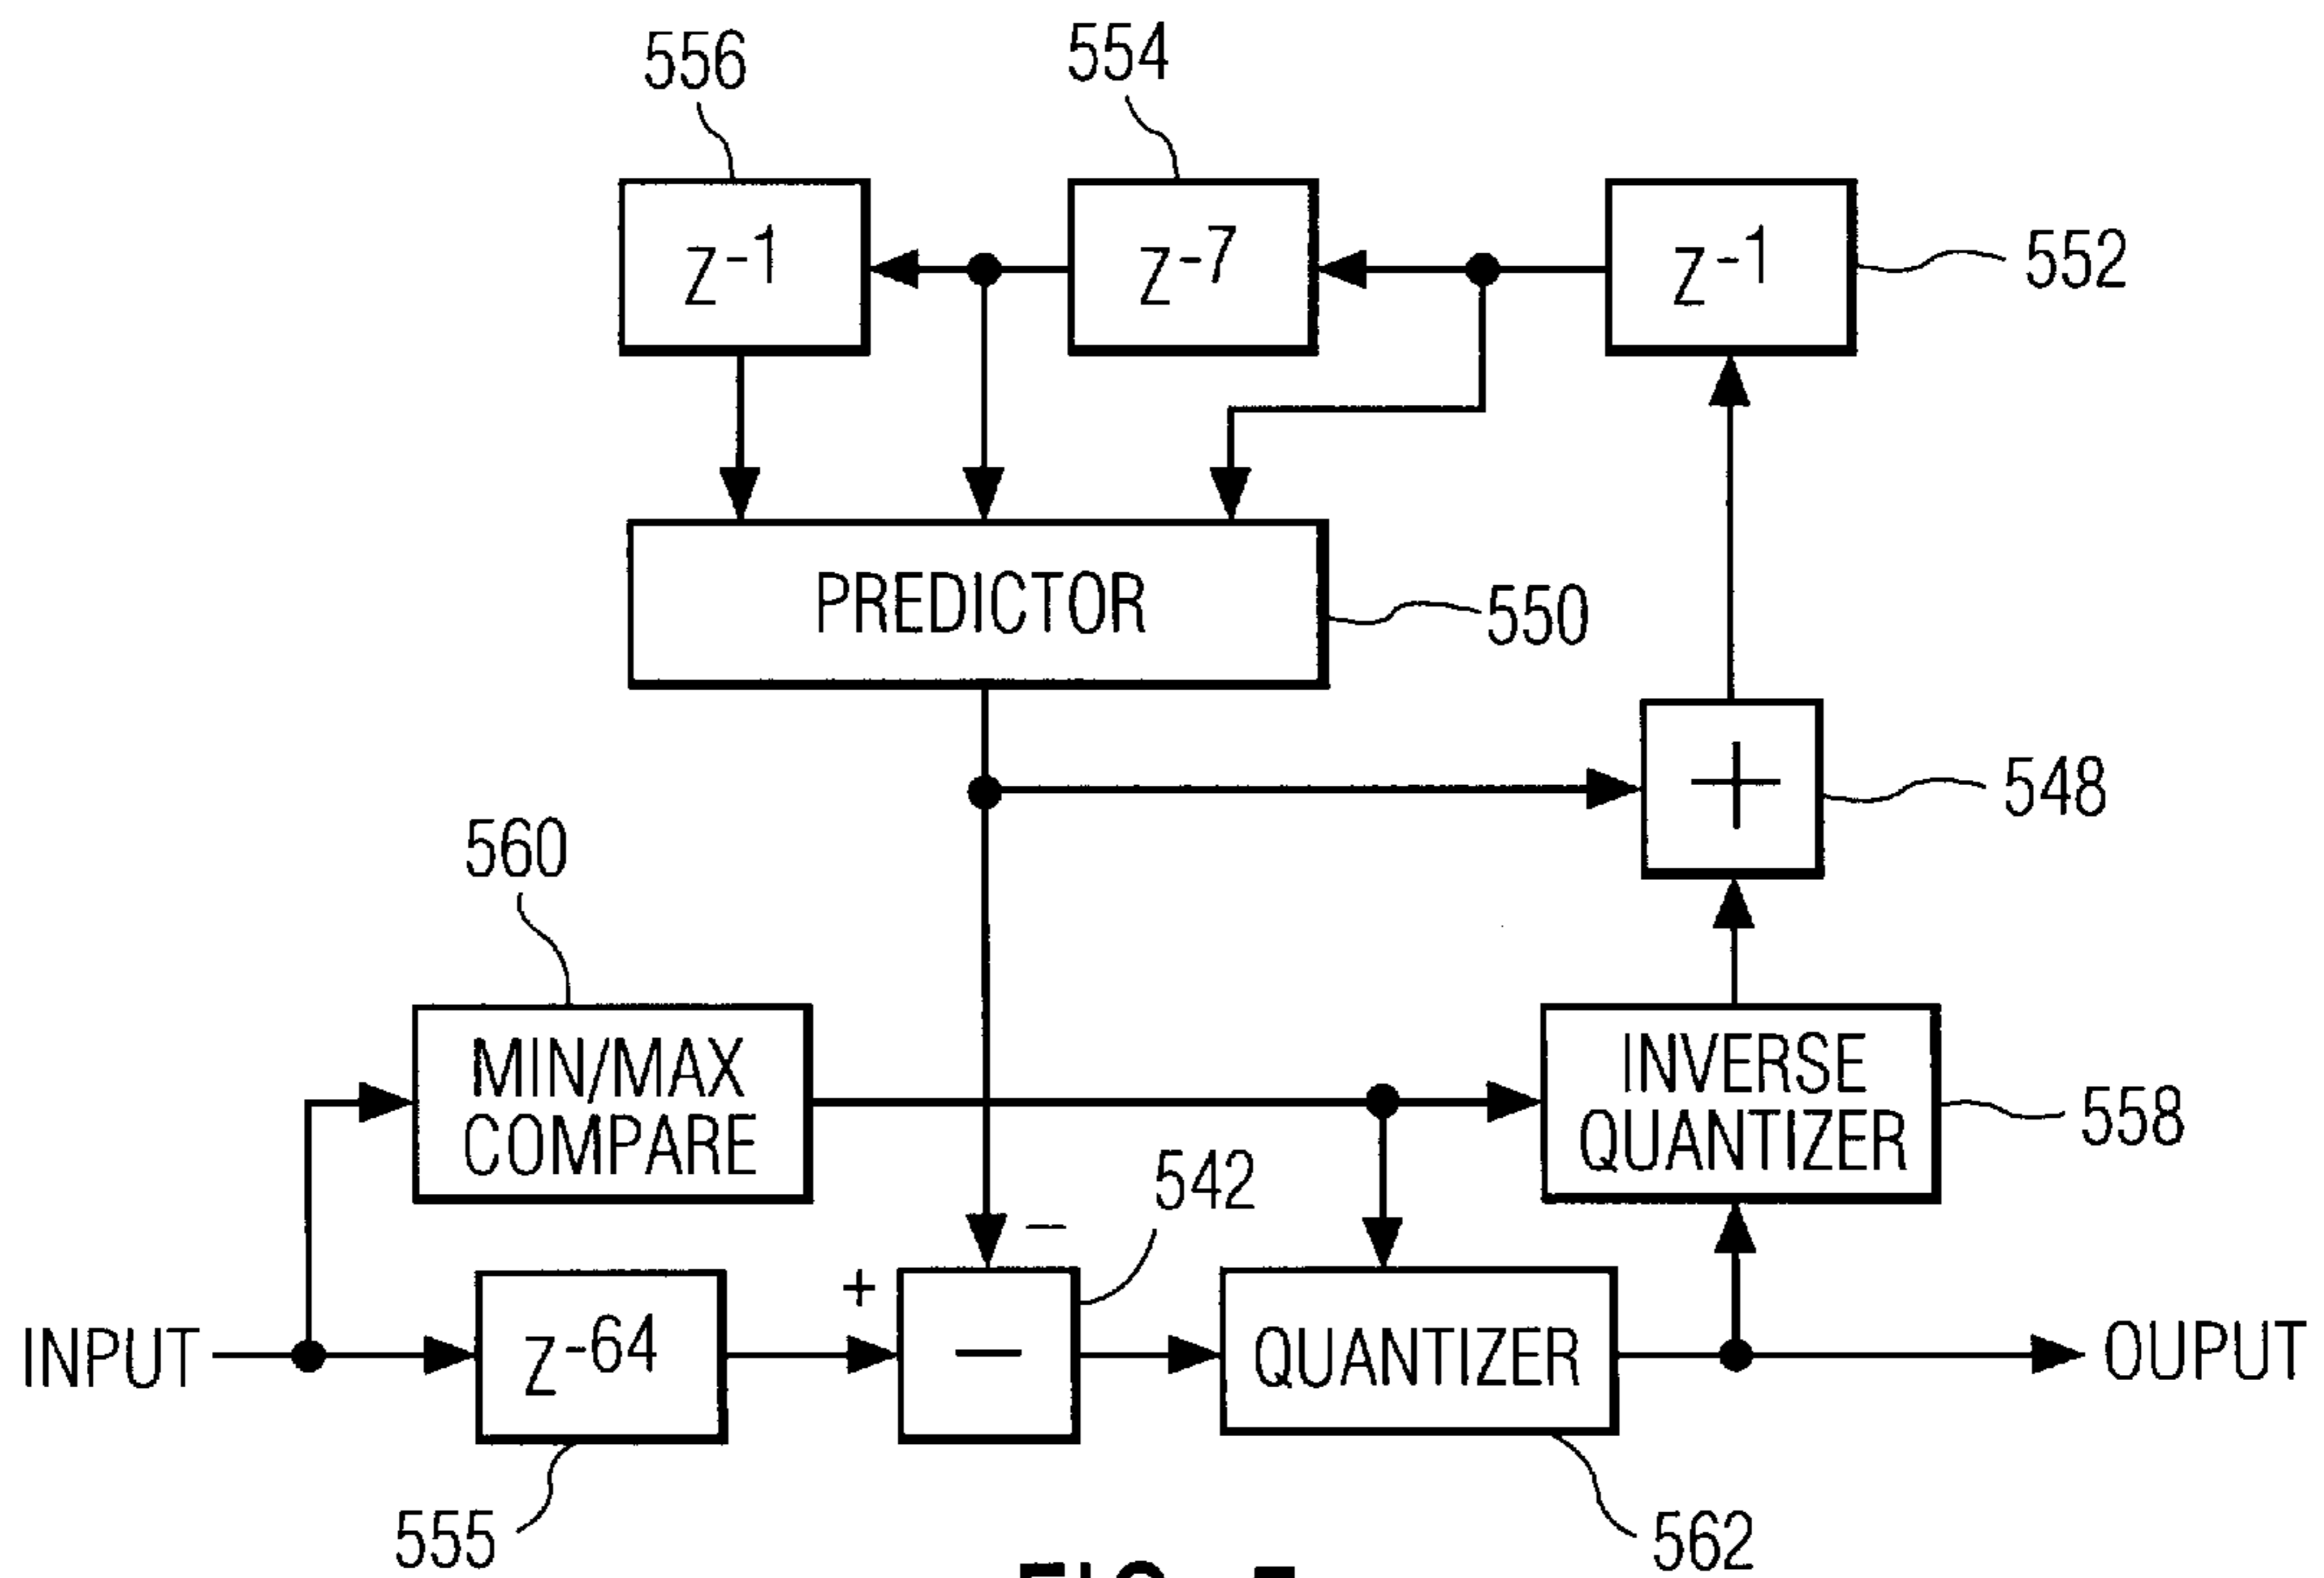 556
554
z-1
z-7
z-1
552
PREDICTOR
550
548
560
MIN/MAX
COMPARE
INVERSE
QUANTIZER
558
542
−
+
+
INPUT
z-64
−
QUANTIZER
OUPUT
555
562